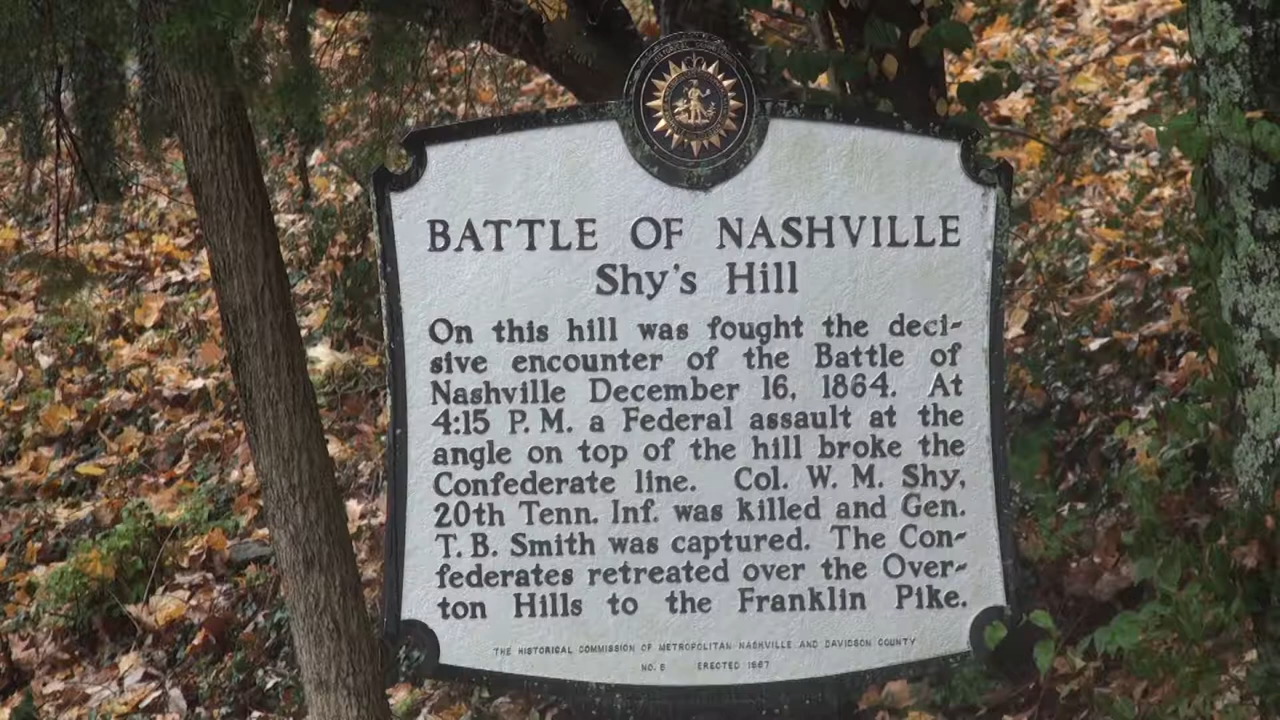 BATTLE OF NASHVILLE
Shy's Hill
On this hill was fought the deci-
sive encounter of the Battle of
Nashville December 16, 1864. At
4:15 P.M. a Federal assault at the
angle on top of the hill broke the
Confederate line. Col. W. M. Shy,
20th Tenn. Inf. was killed and Gen.
T. B. Smith was captured. The Con-
federates retreated over the Over-
ton Hills to the Franklin Pike.
THE HISTORICAL COMMISSION OF METROPOLITAN NASHVILLE AND DAVIDSON COUNTY
NO. ERECTED